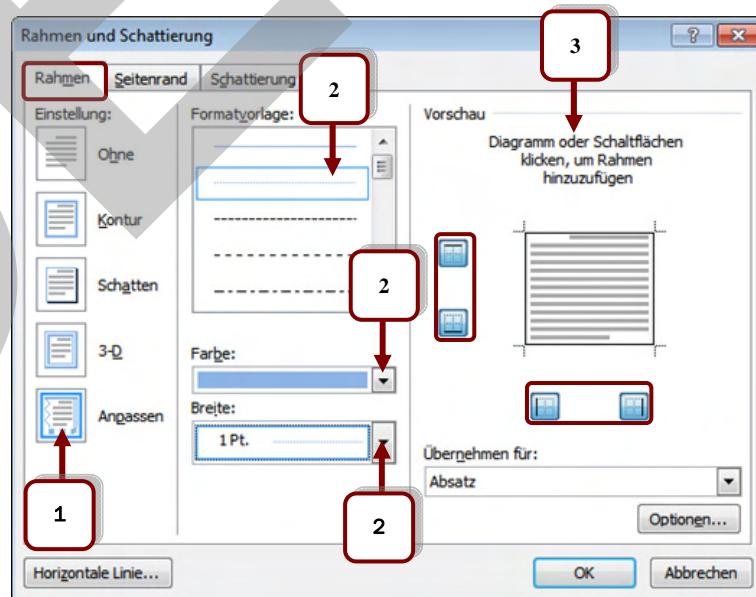 Rahmen und Schattierung
3
Rahmen Seitenrand Schattierung
2
Einstellung:
Ohne
Kontur
Schatten
3-D
Anpassen
1
Formatvorlage:
2
Farbe:
Breite:
1 Pt.
2
Vorschau
Diagramm oder Schaltflächen
klicken, um Rahmen
hinzuzufügen
Übernehmen für:
Absatz
Optionen...
Horizontale Linie...
OK Abbrechen